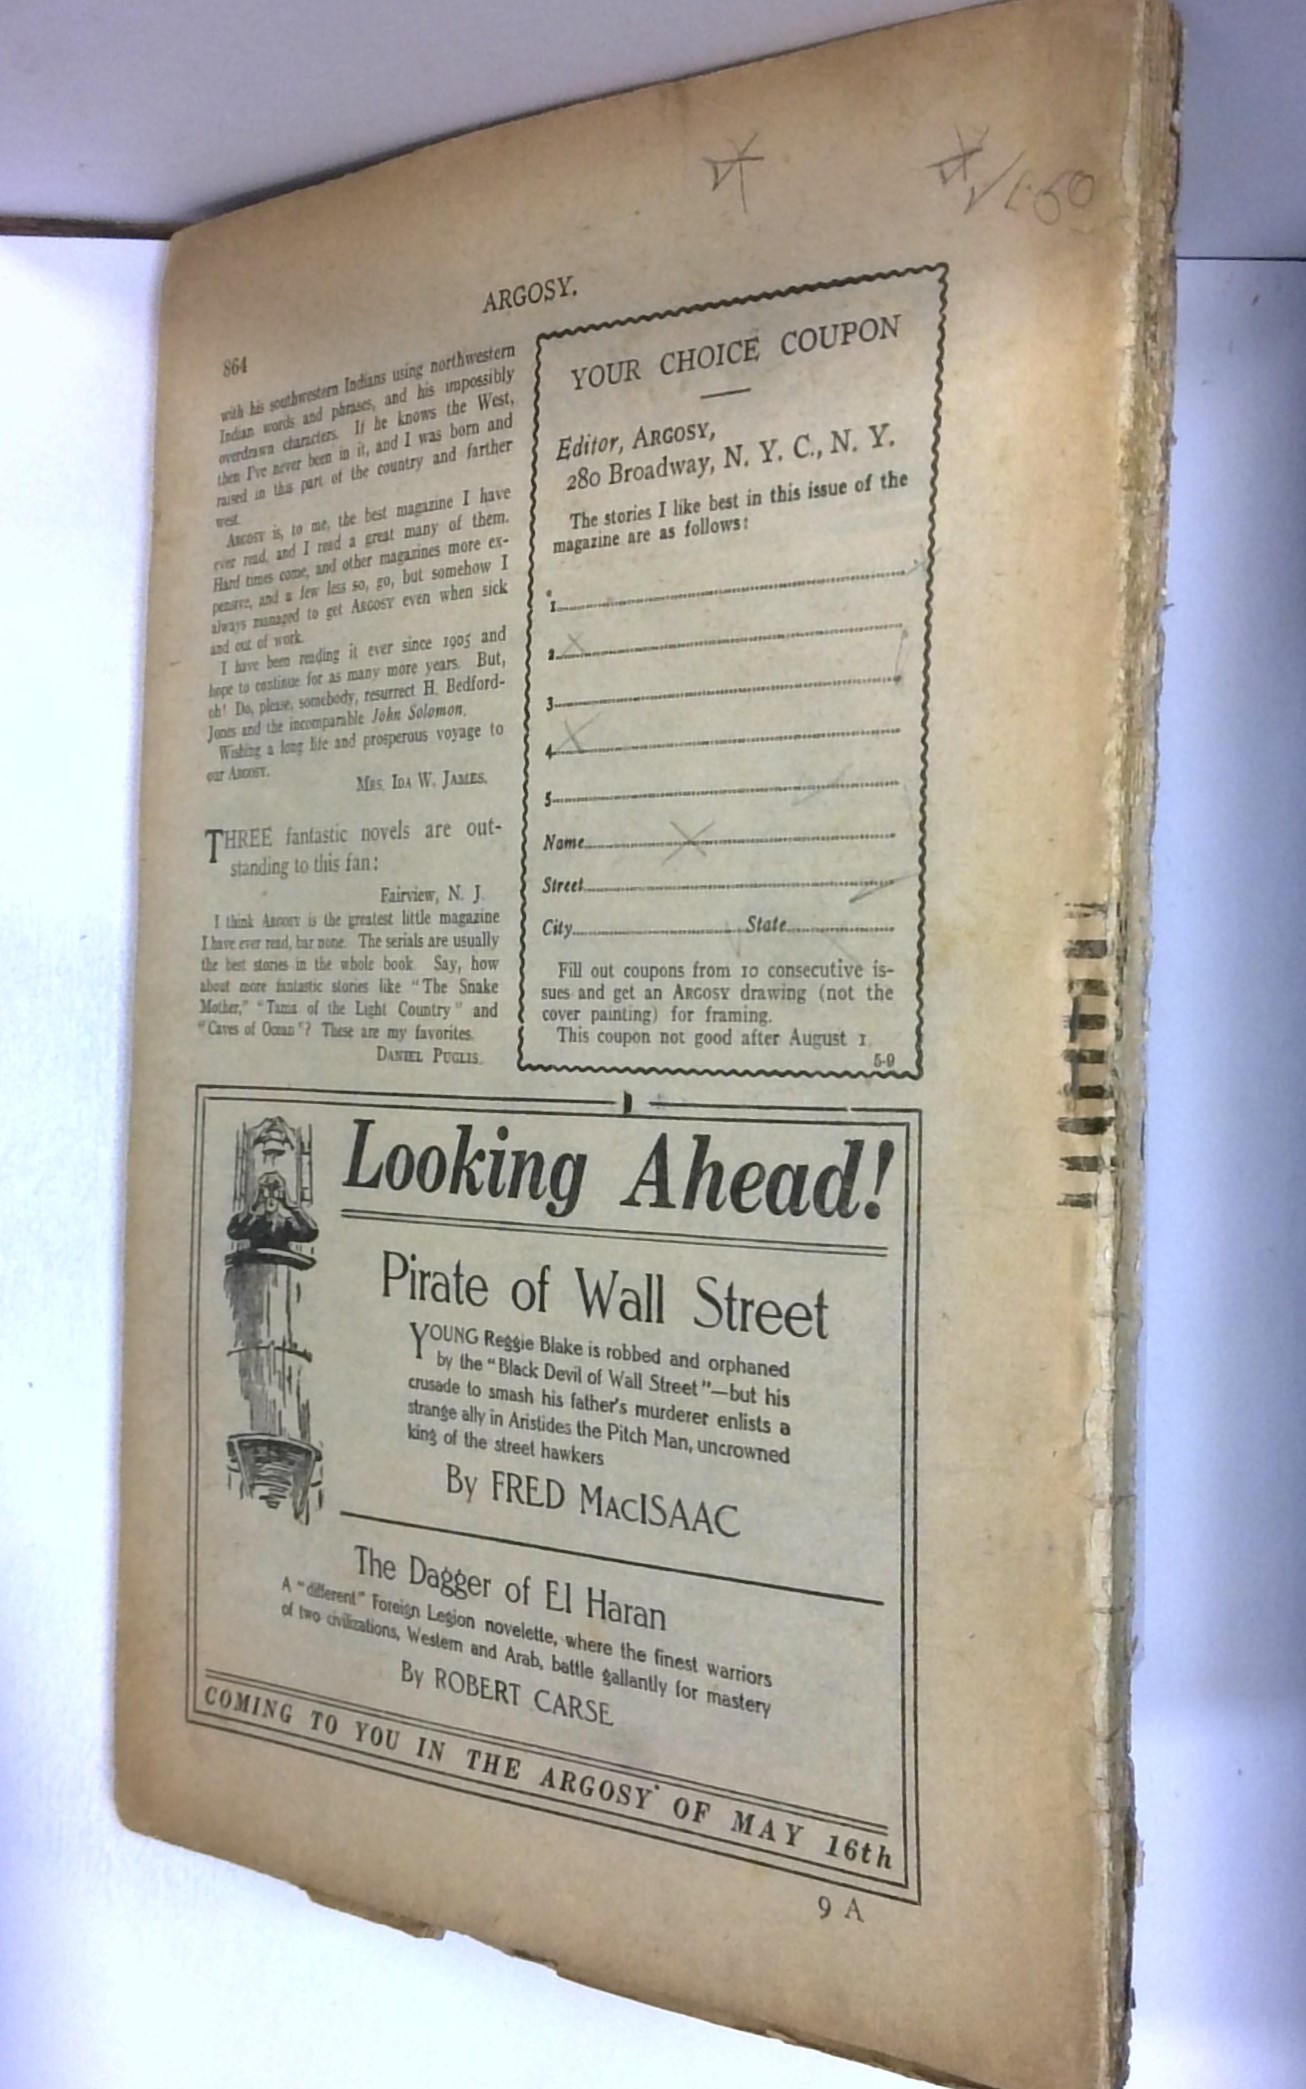 864
ARGOSY.
with his southwestern Indians using northwestern
Indian words and phrases, and his impossibly
overdrawn characters. If he knows the West,
then I've never been in it, and I was born and
raised in this part of the country and farther
west.
ARGOSY is, to me, the best magazine I have
ever read, and I read a great many of them.
Hard times come, and other magazines more ex-
pensive, and a few less so, go, but somehow I
always managed to get ARGOSY even when sick
and out of work.
I have been reading it ever since 1905 and
hope to continue for as many more years. But,
oh! Do, please, somebody, resurrect H. Bedford-
Jones and the incomparable John Solomon.
Wishing a long life and prosperous voyage to
our ARGOSY.
MRS. IDA W. JAMES.
THREE fantastic novels are out-
standing to this fan:
Fairview, N. J.
I think ARGOSY is the greatest little magazine
I have ever read, bar none. The serials are usually
the best stories in the whole book. Say, how
about more fantastic stories like "The Snake
Mother," "Tama of the Light Country" and
"Caves of Ocean"? These are my favorites.
DANIEL PUGLIS.
YOUR CHOICE COUPON
Editor, ARGOSY,
280 Broadway, N. Y. C., N. Y.
The stories I like best in this issue of the
magazine are as follows:
1
2
3
4
5
Name
Street
City State
Fill out coupons from 10 consecutive is-
sues and get an ARGOSY drawing (not the
cover painting) for framing.
This coupon not good after August 1.
5-9
Looking Ahead!
Pirate of Wall Street
YOUNG Reggie Blake is robbed and orphaned
by the "Black Devil of Wall Street"—but his
crusade to smash his father's murderer enlists a
strange ally in Aristides the Pitch Man, uncrowned
king of the street hawkers
By FRED MACISAAC
The Dagger of El Haran
A "different" Foreign Legion novelette, where the finest warriors
of two civilizations, Western and Arab, battle gallantly for mastery
By ROBERT CARSE
COMING TO YOU IN THE ARGOSY OF MAY 16th
9 A